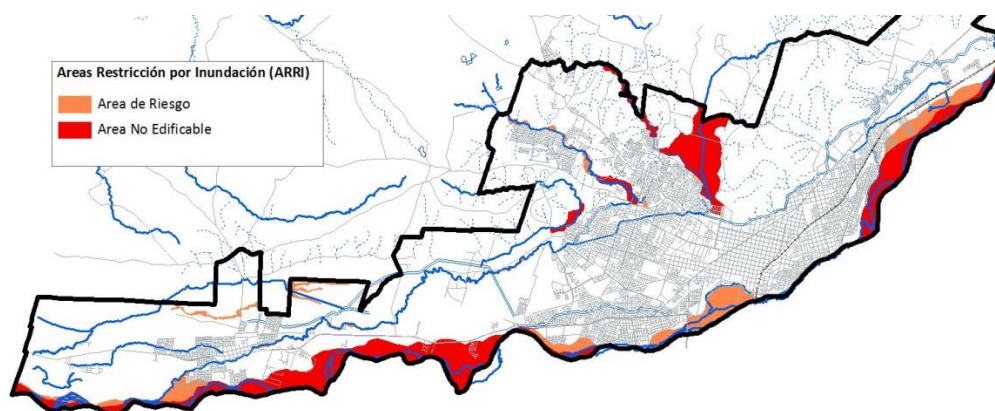 Areas Restricción por Inundación (ARRI)
Area de Riesgo
Area No Edificable